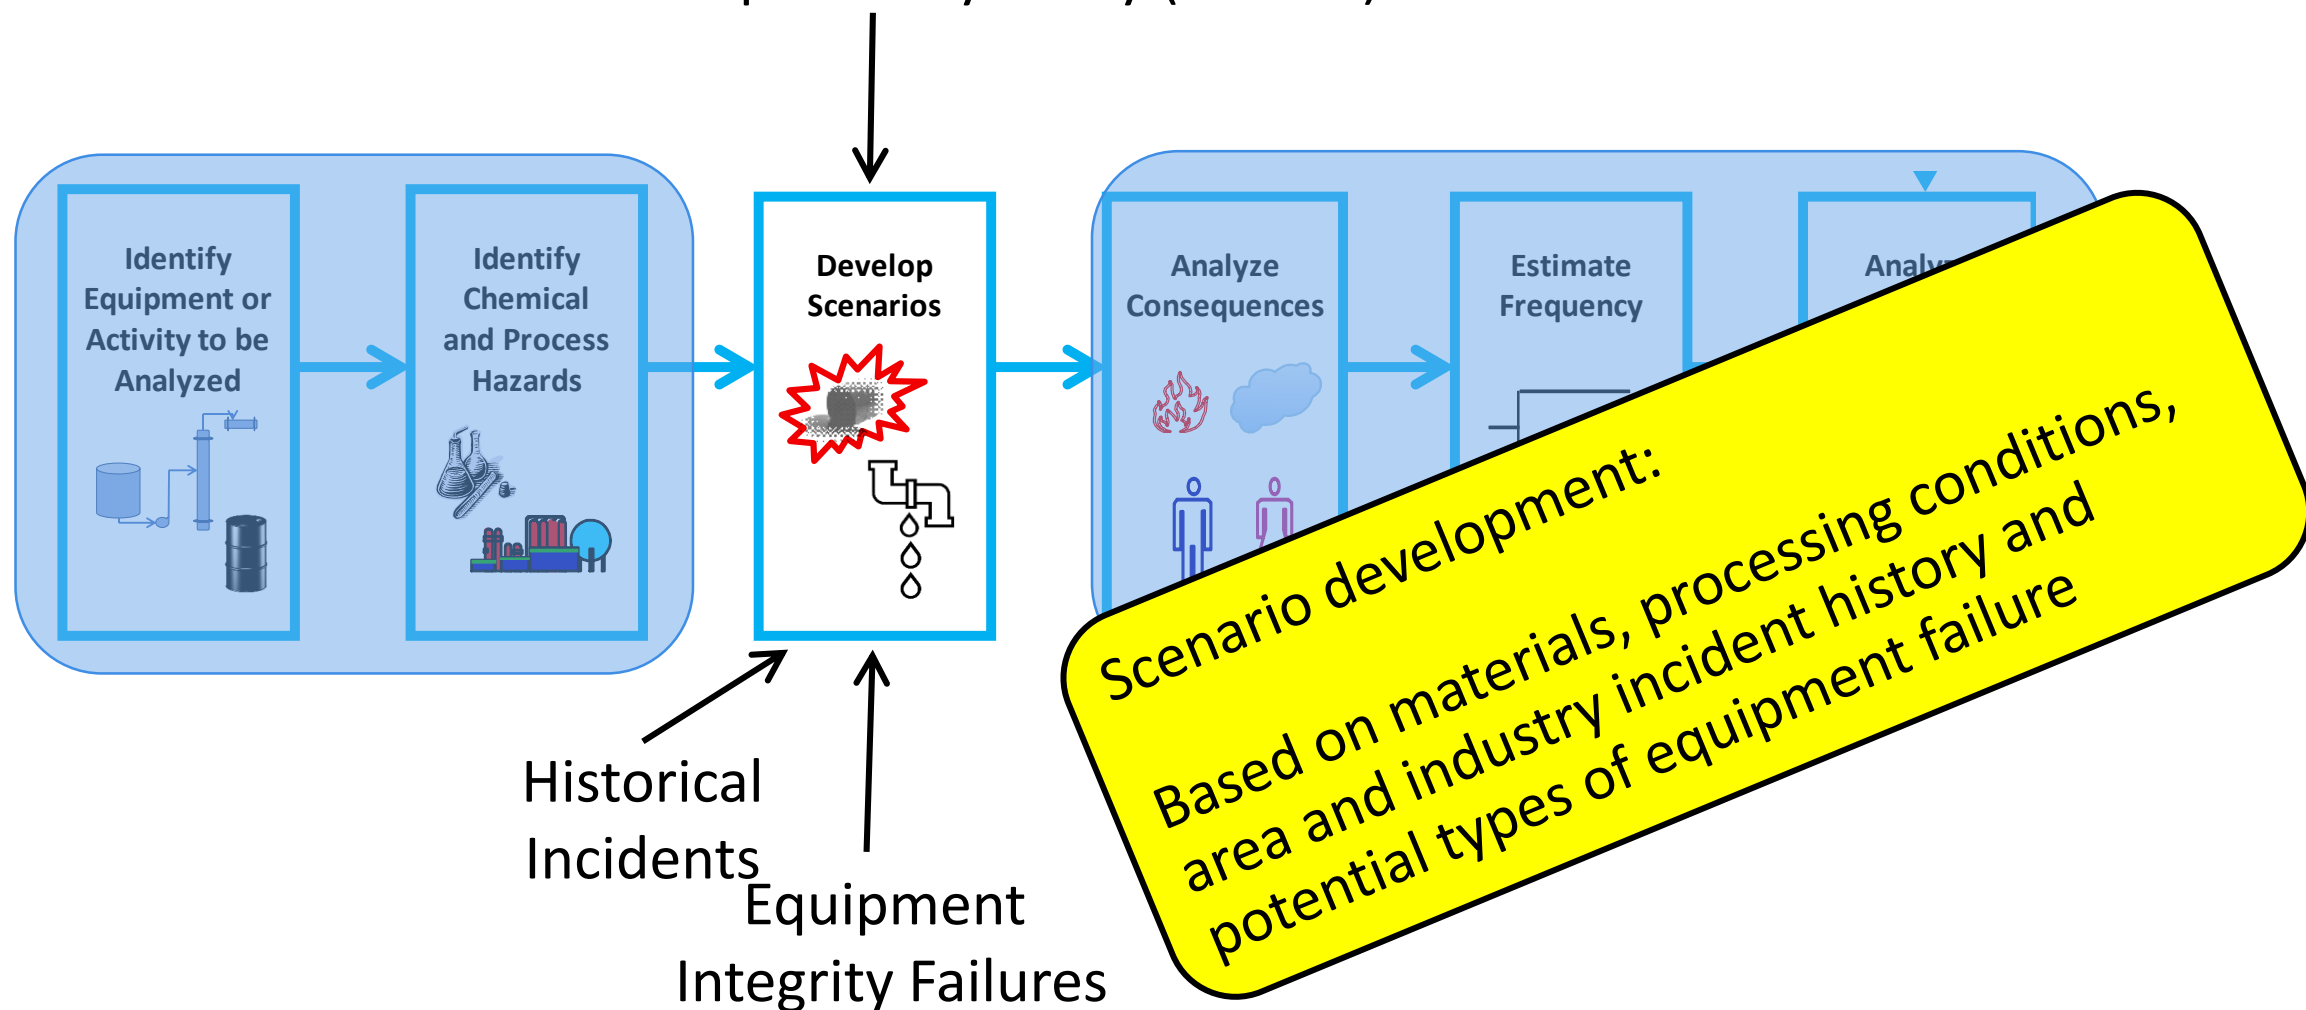 Identify
Equipment or
Activity to be
Analyzed
Identify
Chemical
and Process
Hazards
Develop
Scenarios
Analyze
Consequences
Estimate
Frequency
Scenario development:
Based on materials, processing conditions,
area and industry incident history and
potential types of equipment failure
Historical
Incidents
Equipment
Integrity Failures